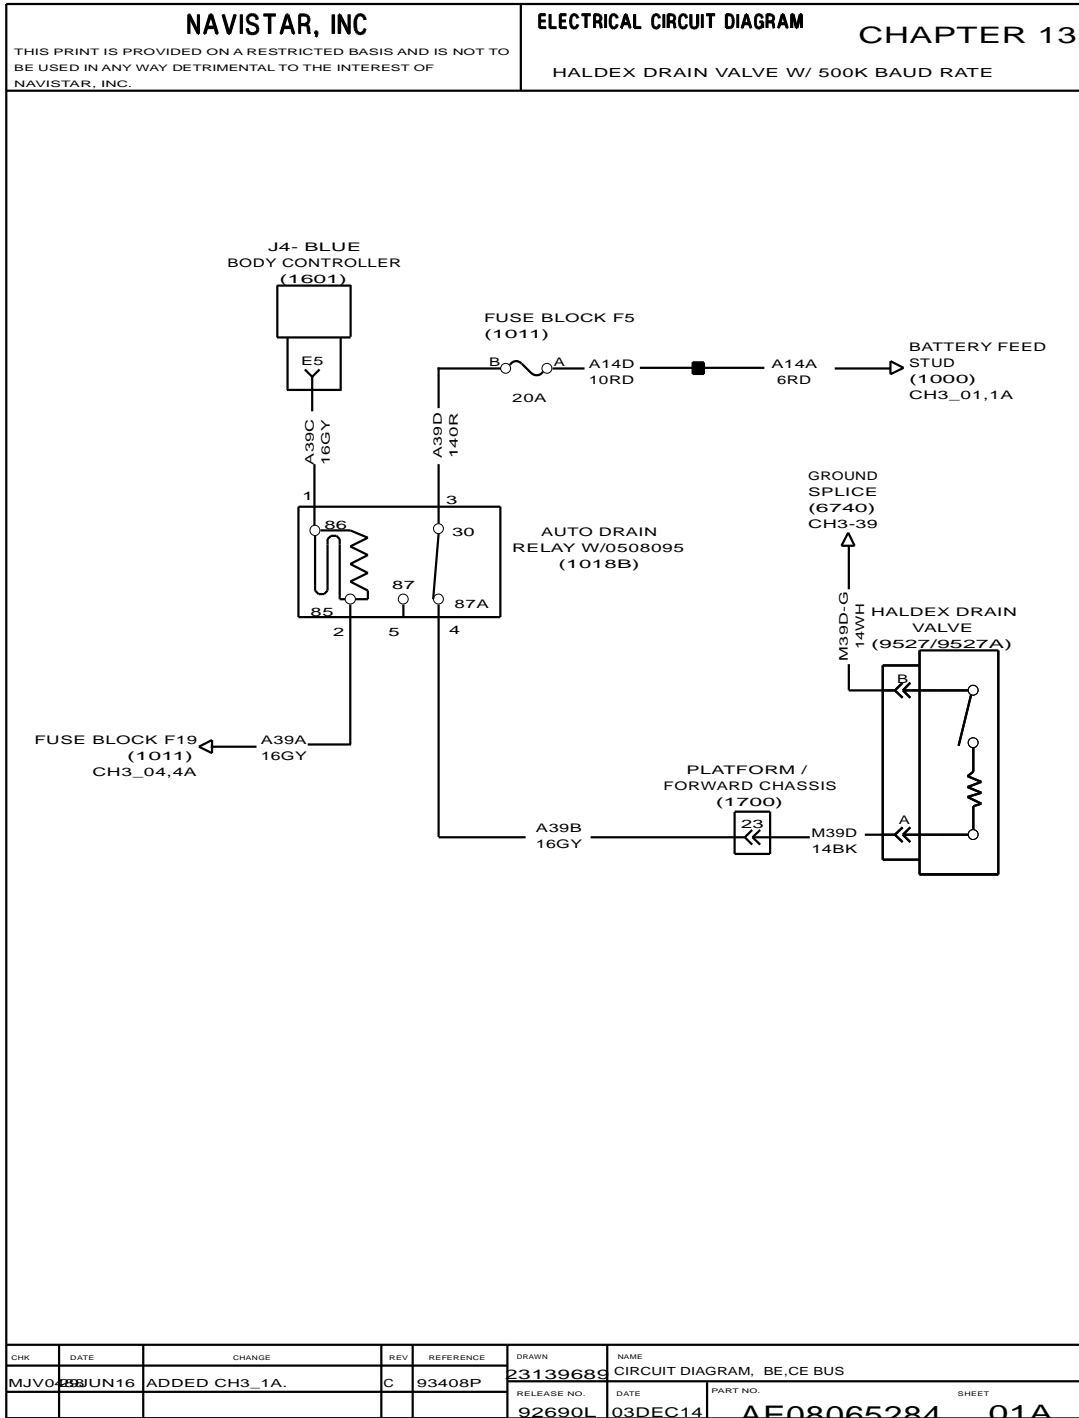 NAVISTAR, INC
THIS PRINT IS PROVIDED ON A RESTRICTED BASIS AND IS NOT TO
BE USED IN ANY WAY DETRIMENTAL TO THE INTEREST OF
NAVISTAR, INC.
ELECTRICAL CIRCUIT DIAGRAM
CHAPTER 13
HALDEX DRAIN VALVE W/ 500K BAUD RATE
J4- BLUE
BODY CONTROLLER
(1601)
E5
A39C
16GY
FUSE BLOCK F5
(1011)
B
A
20A
A14D
10RD
A14A
6RD
BATTERY FEED
STUD
(1000)
CH3_01,1A
A39D
14OR
1
3
86
30
87
85
87A
2
5
4
AUTO DRAIN
RELAY W/0508095
(1018B)
GROUND
SPLICE
(6740)
CH3-39
M39D-G
14WH
HALDEX DRAIN
VALVE
(9527/9527A)
B
A
FUSE BLOCK F19
(1011)
CH3_04,4A
A39A
16GY
PLATFORM /
FORWARD CHASSIS
(1700)
23
A39B
16GY
M39D
14BK
CHK
DATE
CHANGE
REV
REFERENCE
ADDED CH3_1A.
C
93408P
DRAWN
23139689
NAME
CIRCUIT DIAGRAM, BE,CE BUS
RELEASE NO.
92690L
DATE
03DEC14
PART NO.
AE08065284
SHEET
01A